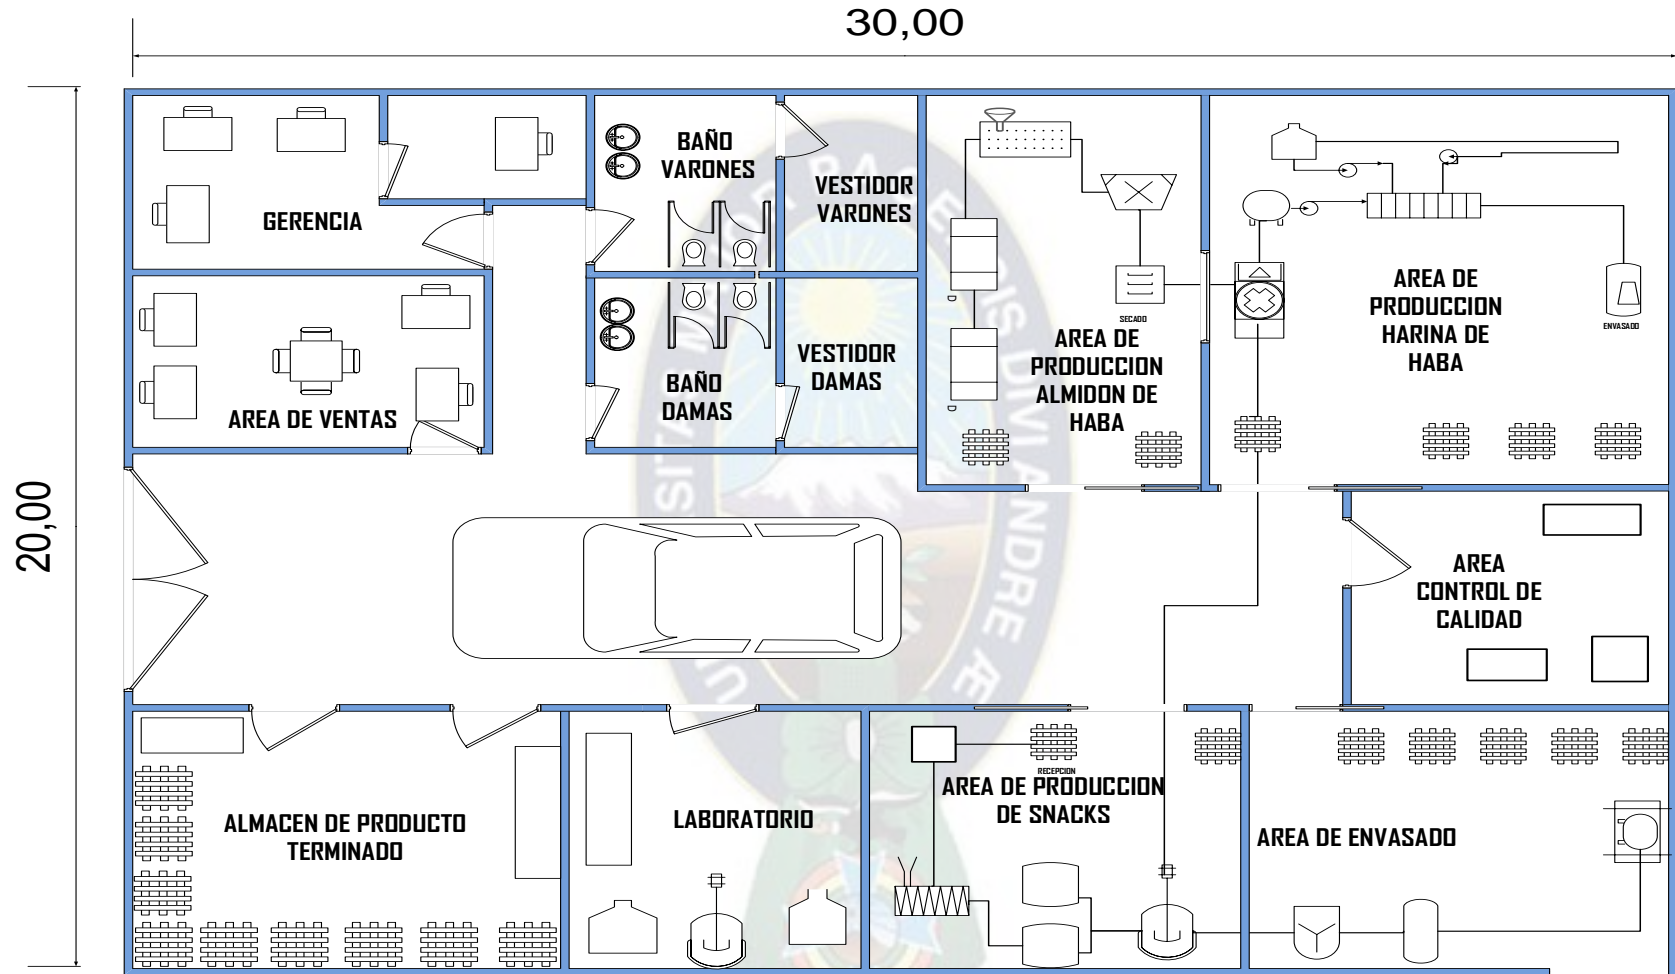 30,00
20,00
BAÑO
VARONES
VESTIDOR
VARONES
GERENCIA
AREA DE
PRODUCCION
HARINA DE
HABA
SECADO
ENVASADO
AREA DE
PRODUCCION
ALMIDON DE
HABA
VESTIDOR
DAMAS
BAÑO
DAMAS
AREA DE VENTAS
AREA
CONTROL DE
CALIDAD
RECEPCION
AREA DE PRODUCCION
DE SNACKS
ALMACEN DE PRODUCTO
TERMINADO
LABORATORIO
AREA DE ENVASADO